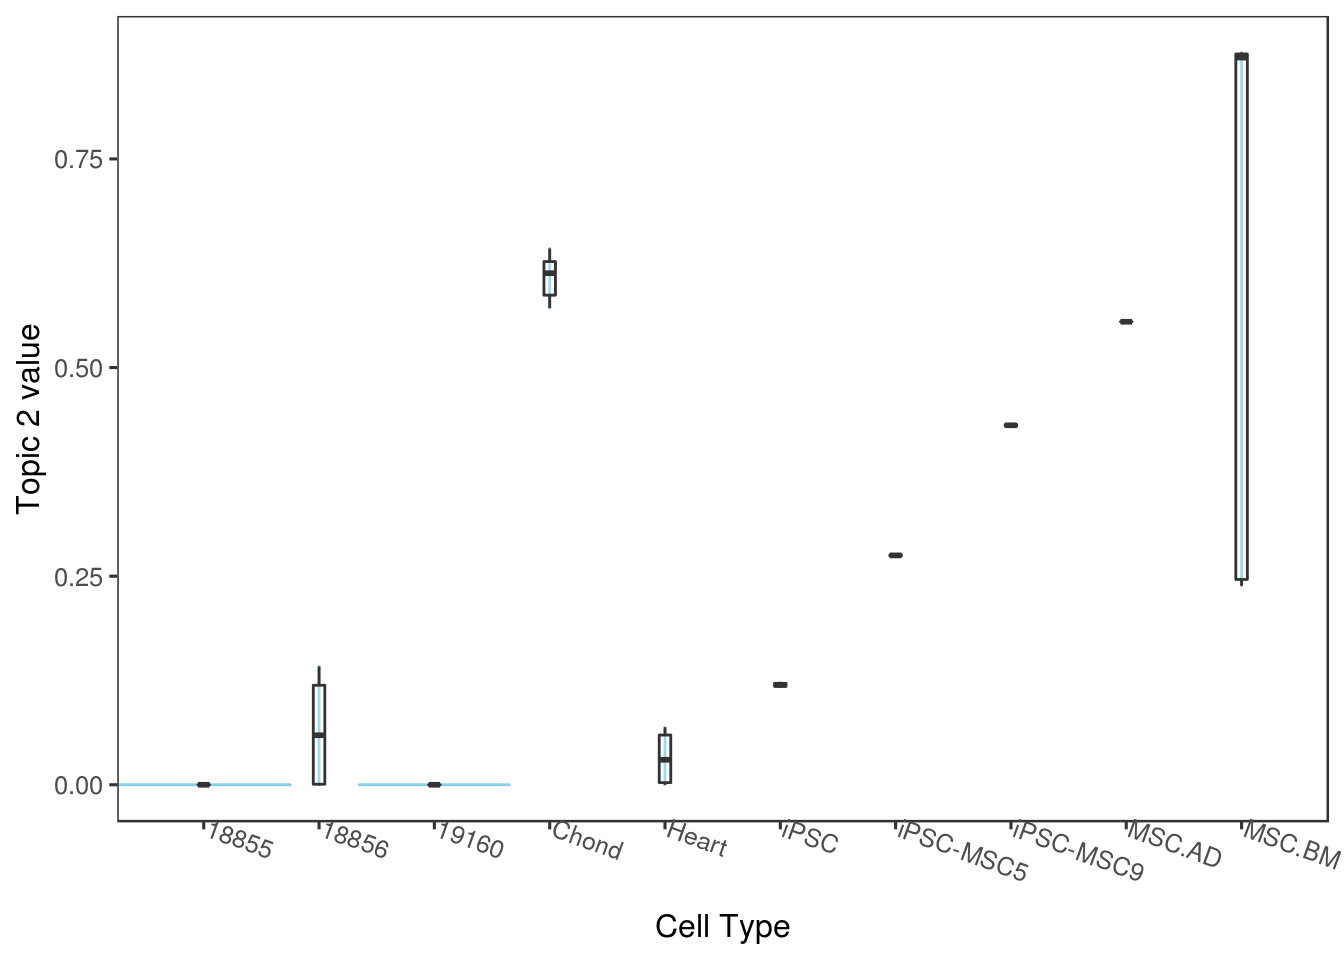 Topic 2 value
0.75
0.50
0.25
0.00
18855
18856
19160
Chond
Heart
iPSC
iPSC-MSC5
iPSC-MSC9
MSC.AD
MSC.BM
Cell Type